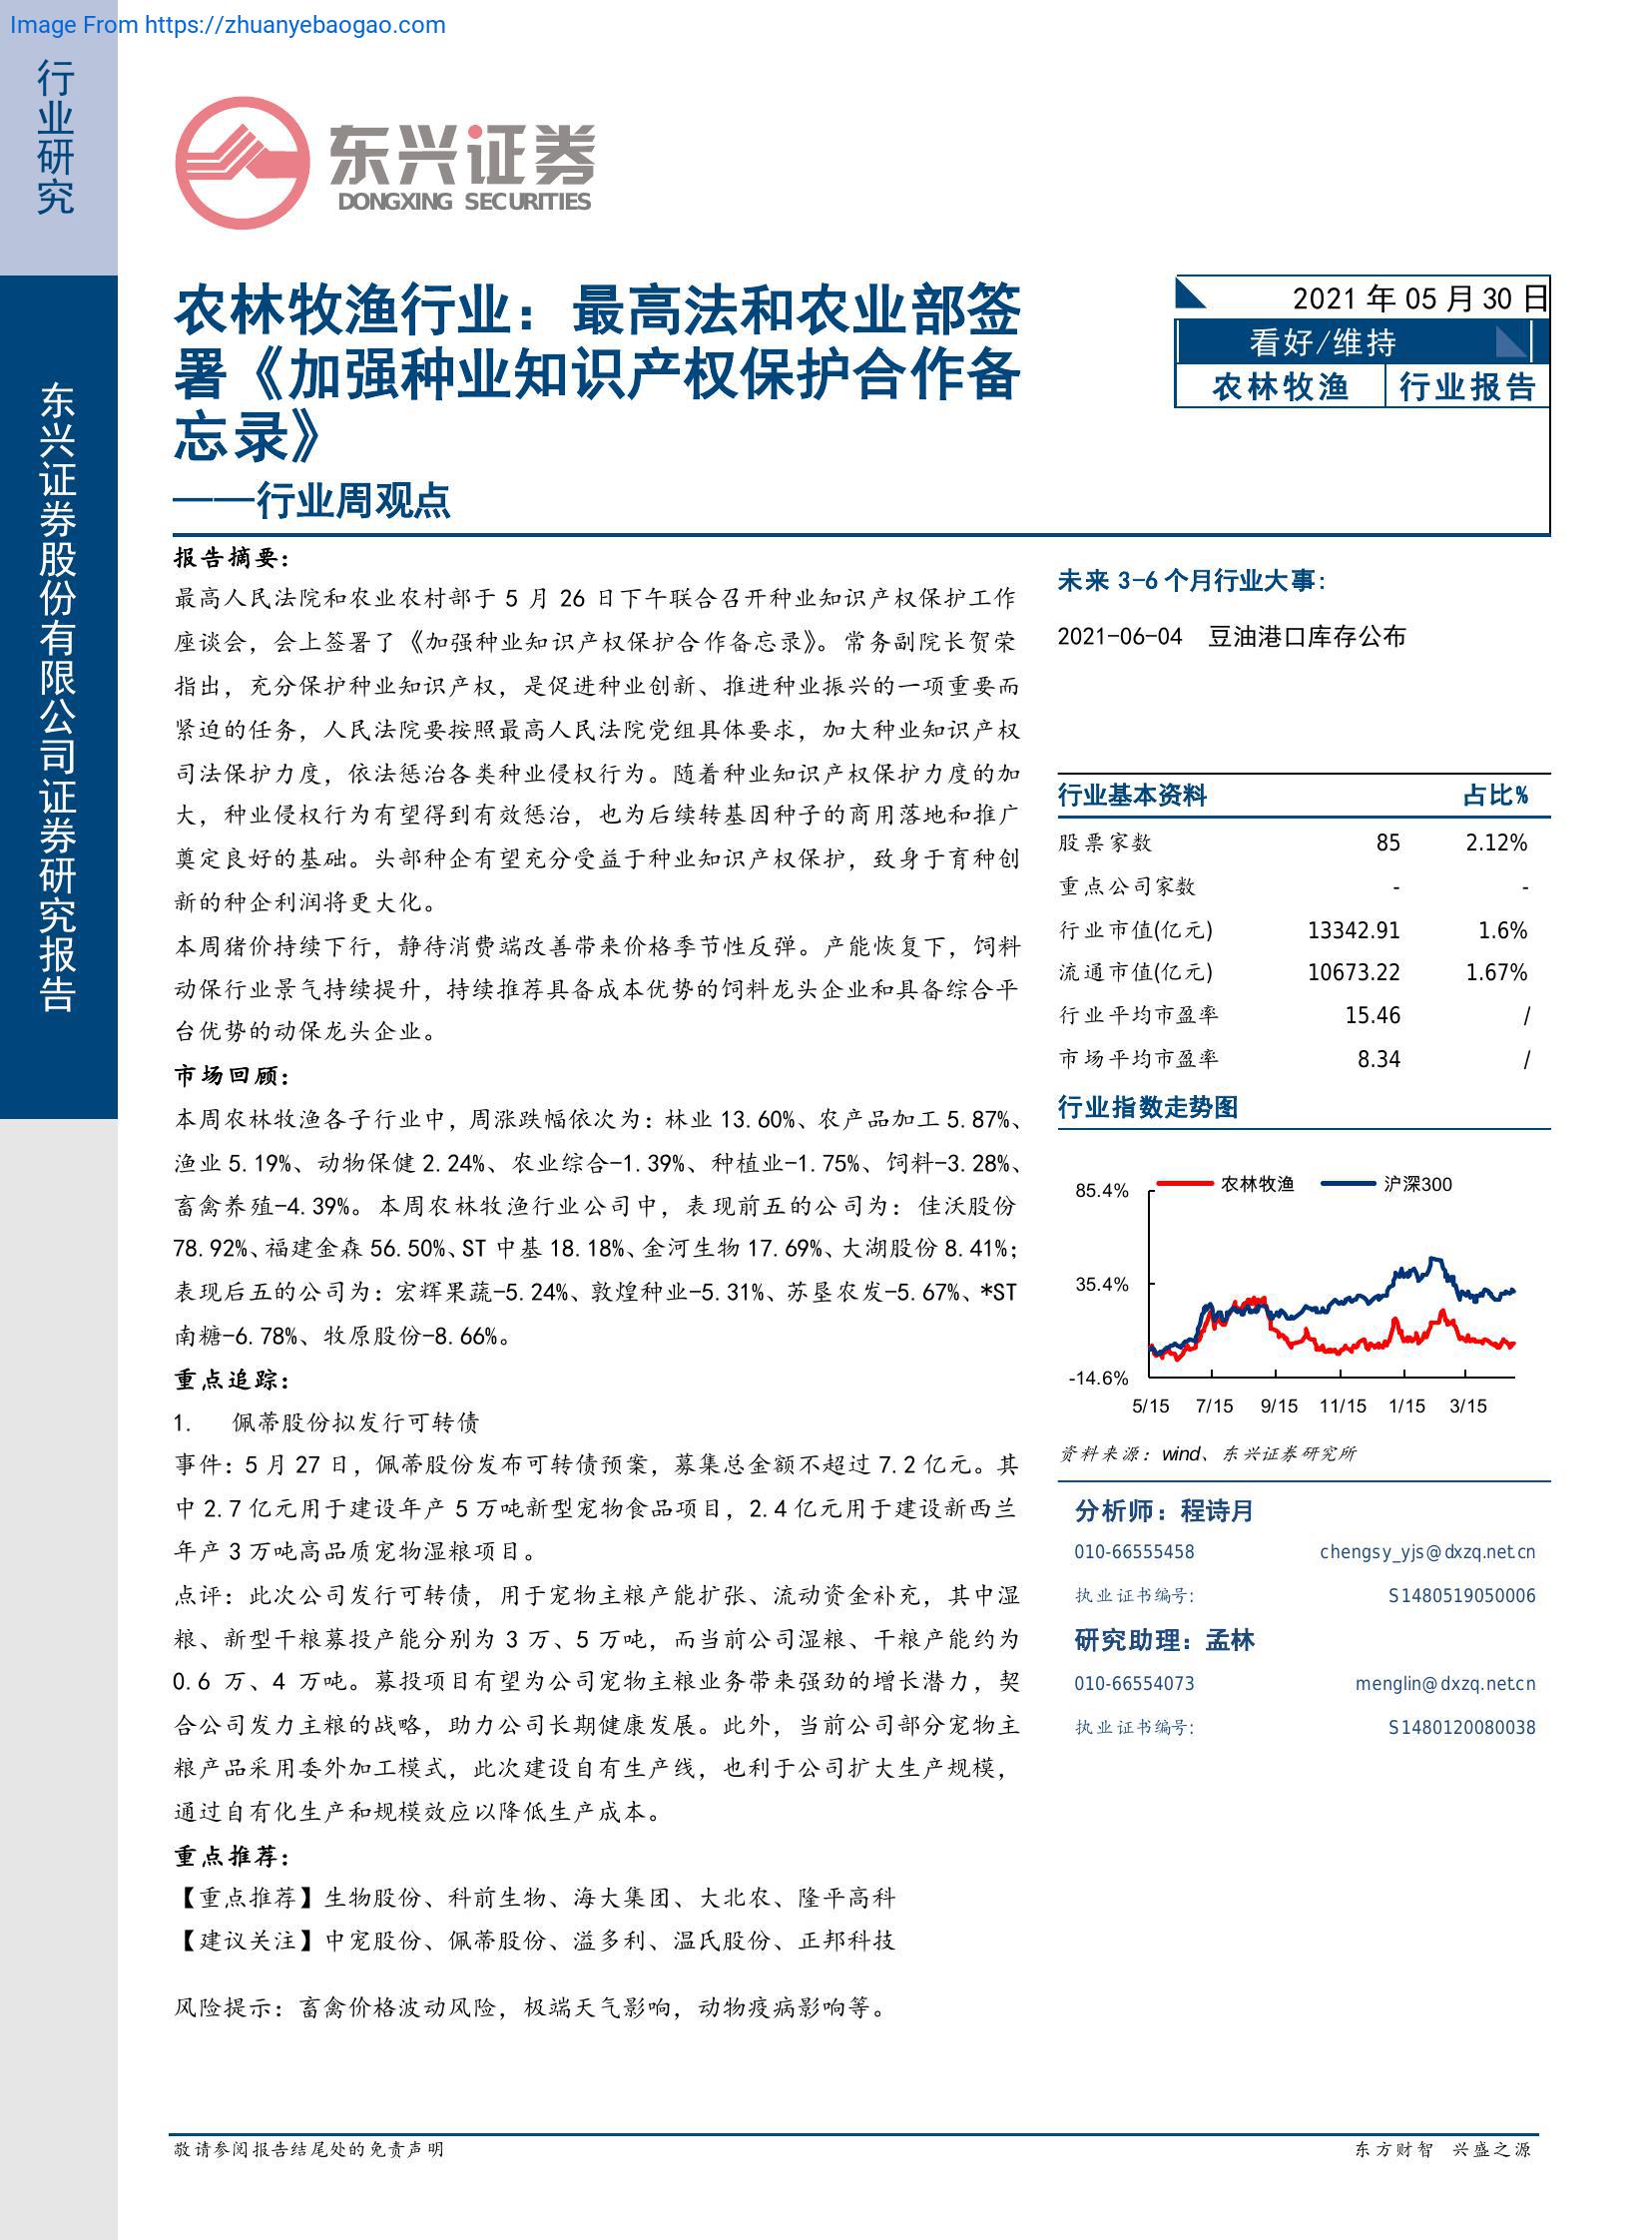 Image From https://zhuanyebaogao.com
行业研究
东兴证券股份有限公司证券研究报告
东兴证券
DONGXING SECURITIES
农林牧渔行业：最高法和农业部签
署《加强种业知识产权保护合作备
忘录》
——行业周观点
2021 年 05 月 30 日
看好/维持
农林牧渔 行业报告
报告摘要：
最高人民法院和农业农村部于 5 月 26 日下午联合召开种业知识产权保护工作
座谈会，会上签署了《加强种业知识产权保护合作备忘录》。常务副院长贺荣
指出，充分保护种业知识产权，是促进种业创新、推进种业振兴的一项重要而
紧迫的任务，人民法院要按照最高人民法院党组具体要求，加大种业知识产权
司法保护力度，依法惩治各类种业侵权行为。随着种业知识产权保护力度的加
大，种业侵权行为有望得到有效惩治，也为后续转基因种子的商用落地和推广
奠定良好的基础。头部种企有望充分受益于种业知识产权保护，致身于育种创
新的种企利润将更大化。
本周猪价持续下行，静待消费端改善带来价格季节性反弹。产能恢复下，饲料
动保行业景气持续提升，持续推荐具备成本优势的饲料龙头企业和具备综合平
台优势的动保龙头企业。
市场回顾：
本周农林牧渔各子行业中，周涨跌幅依次为：林业 13.60%、农产品加工 5.87%、
渔业 5.19%、动物保健 2.24%、农业综合-1.39%、种植业-1.75%、饲料-3.28%、
畜禽养殖-4.39%。本周农林牧渔行业公司中，表现前五的公司为：佳沃股份
78.92%、福建金森 56.50%、ST 中基 18.18%、金河生物 17.69%、大湖股份 8.41%；
表现后五的公司为：宏辉果蔬-5.24%、敦煌种业-5.31%、苏垦农发-5.67%、*ST
南糖-6.78%、牧原股份-8.66%。
重点追踪：
1. 佩蒂股份拟发行可转债
事件：5 月 27 日，佩蒂股份发布可转债预案，募集总金额不超过 7.2 亿元。其
中 2.7 亿元用于建设年产 5 万吨新型宠物食品项目，2.4 亿元用于建设新西兰
年产 3 万吨高品质宠物湿粮项目。
点评：此次公司发行可转债，用于宠物主粮产能扩张、流动资金补充，其中湿
粮、新型干粮募投产能分别为 3 万、5 万吨，而当前公司湿粮、干粮产能约为
0.6 万、4 万吨。募投项目有望为公司宠物主粮业务带来强劲的增长潜力，契
合公司发力主粮的战略，助力公司长期健康发展。此外，当前公司部分宠物主
粮产品采用委外加工模式，此次建设自有生产线，也利于公司扩大生产规模，
通过自有化生产和规模效应以降低生产成本。
重点推荐：
【重点推荐】生物股份、科前生物、海大集团、大北农、隆平高科
【建议关注】中宠股份、佩蒂股份、溢多利、温氏股份、正邦科技
风险提示：畜禽价格波动风险，极端天气影响，动物疫病影响等。
未来 3-6 个月行业大事：
2021-06-04 豆油港口库存公布
行业基本资料 占比%
股票家数 85 2.12%
重点公司家数 - -
行业市值(亿元) 13342.91 1.6%
流通市值(亿元) 10673.22 1.67%
行业平均市盈率 15.46 /
市场平均市盈率 8.34 /
行业指数走势图
农林牧渔 沪深300
85.4%
35.4%
-14.6%
5/15 7/15 9/15 11/15 1/15 3/15
资料来源：wind、东兴证券研究所
分析师：程诗月
010-66555458 chengsy_yjs@dxzq.net.cn
执业证书编号: S1480519050006
研究助理：孟林
010-66554073 menglin@dxzq.net.cn
执业证书编号: S1480120080038
敬请参阅报告结尾处的免责声明
东方财智 兴盛之源